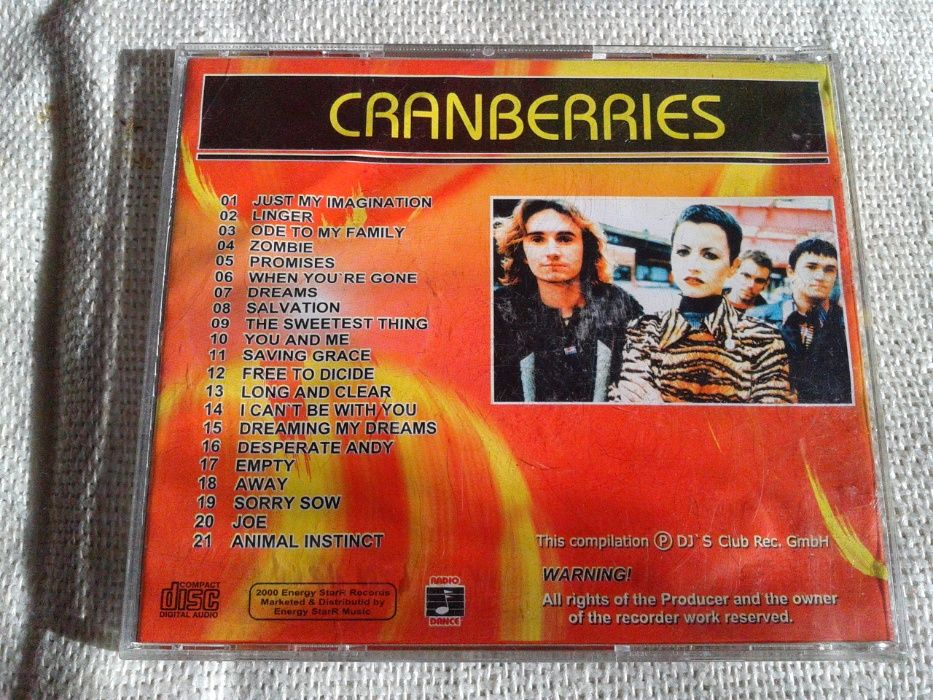 CRANBERRIES
01 JUST MY IMAGINATION
02 LINGER
03 ODE TO MY FAMILY
04 ZOMBIE
05 PROMISES
06 WHEN YOU`RE GONE
07 DREAMS
08 SALVATION
09 THE SWEETEST THING
10 YOU AND ME
11 SAVING GRACE
12 FREE TO DICIDE
13 LONG AND CLEAR
14 I CAN`T BE WITH YOU
15 DREAMING MY DREAMS
16 DESPERATE ANDY
17 EMPTY
18 AWAY
19 SORRY SOW
20 JOE
21 ANIMAL INSTINCT
This compilation Ⓟ DJ`S Club Rec. GmbH
WARNING!
All rights of the Producer and the owner
of the recorder work reserved.
COMPACT
disc
DIGITAL AUDIO
2000 Energy StarR Records
Marketed & Distributid by
Energy StarR Music
RADIO
DANCE